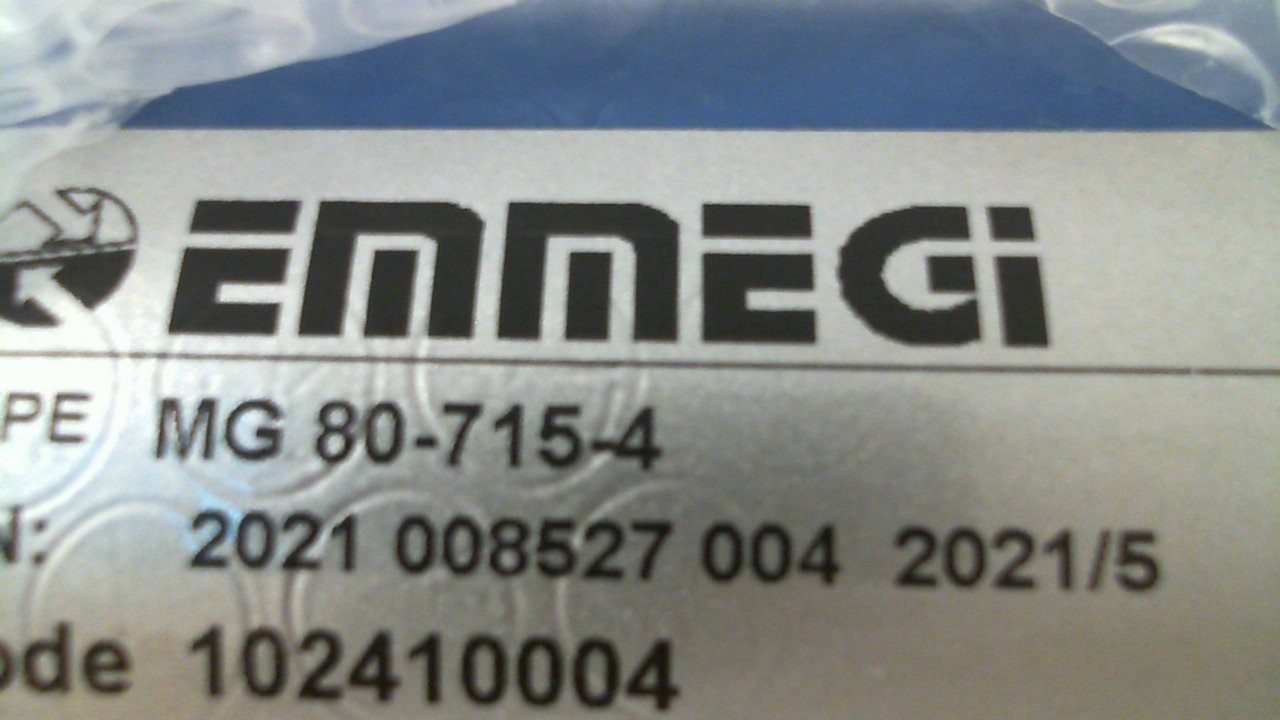 EMMEGI
PE MG 80-715-4
N: 2021 008527 004 2021/5
ode 102410004